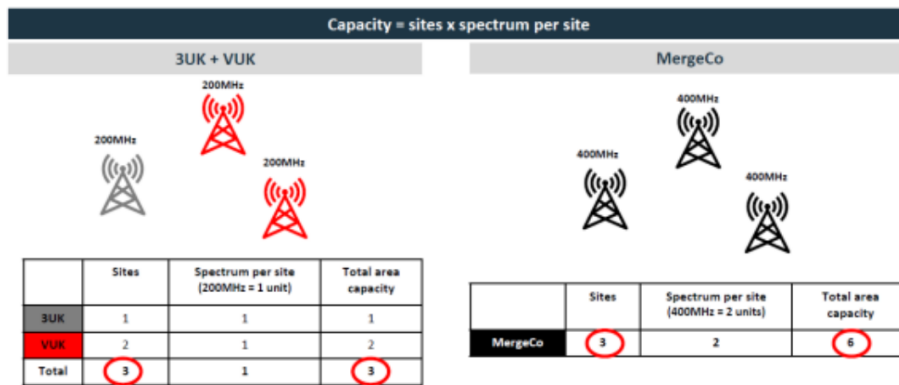 Capacity = sites x spectrum per site
3UK + VUK
200MHz
200MHz
200MHz
Sites Spectrum per site (200MHz = 1 unit) Total area capacity
3UK 1 1 1
VUK 2 1 2
Total 3 1 3
MergeCo
400MHz
400MHz
400MHz
Sites Spectrum per site (400MHz = 2 units) Total area capacity
MergeCo 3 2 6